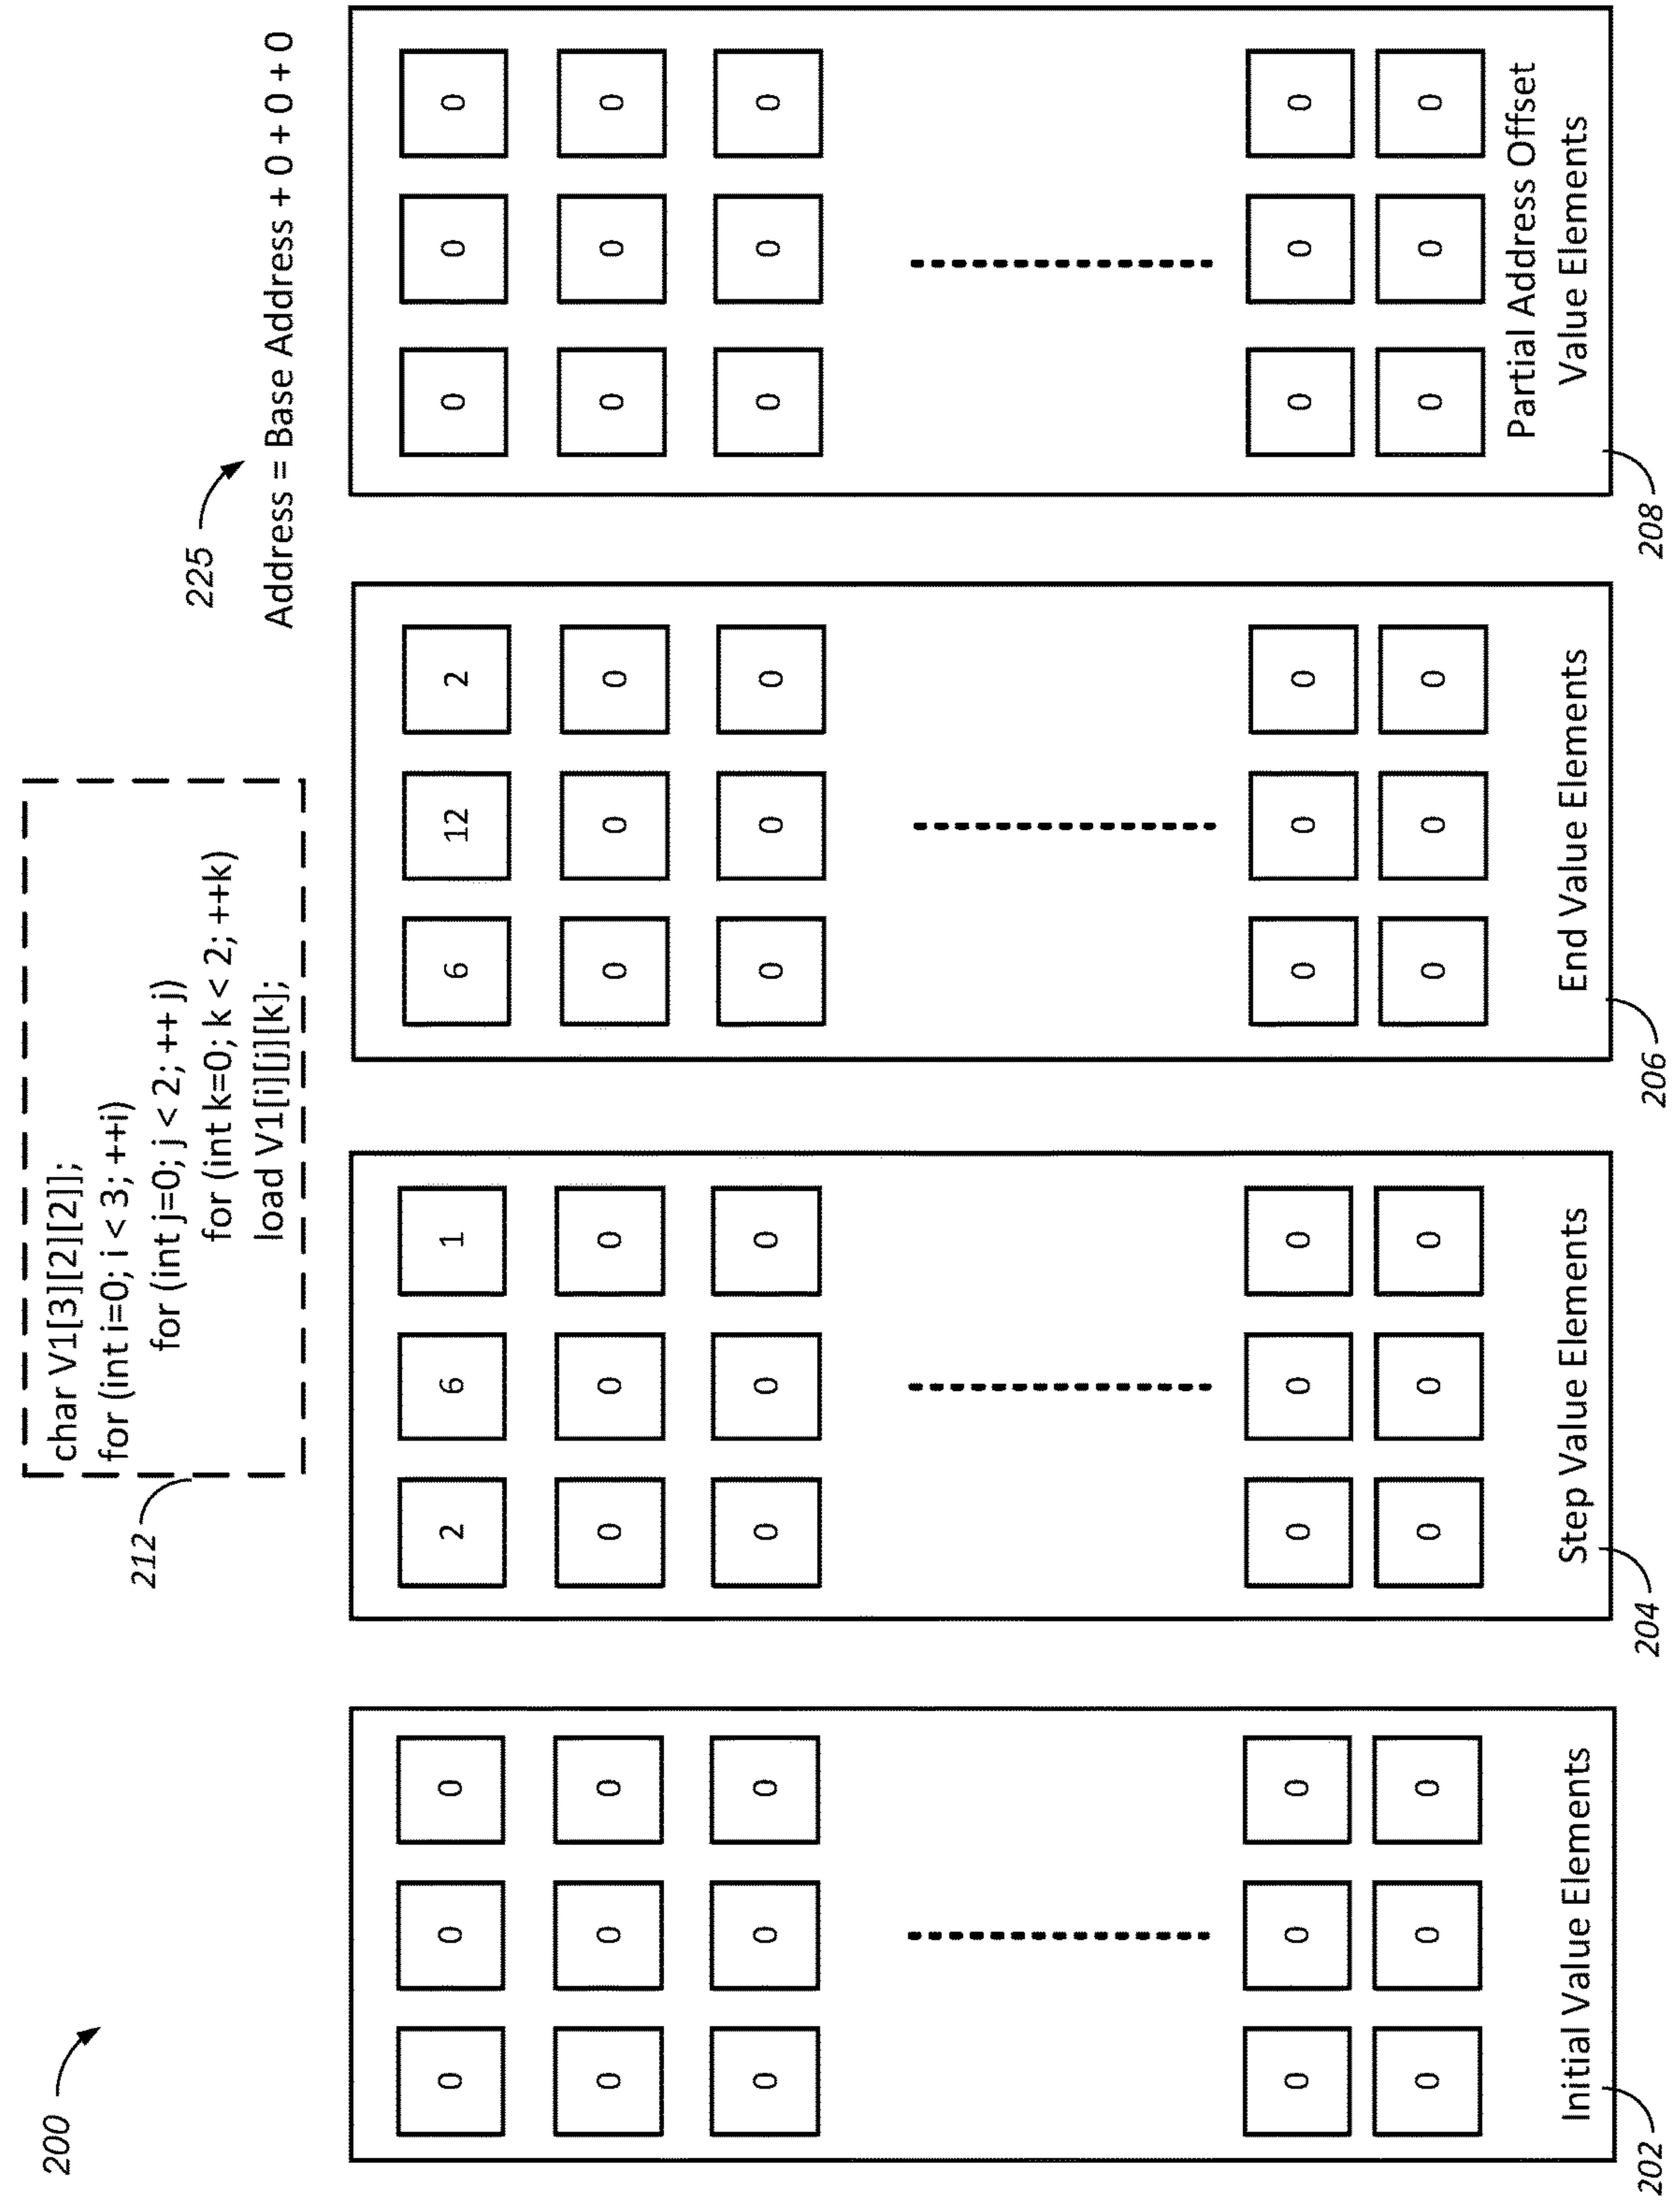 200
212
char V1[3][2][2]];
for (int i=0; i < 3; ++i)
for (int j=0; j < 2; ++ j)
for (int k=0; k < 2; ++k)
load V1[i][j][k];
225
Address = Base Address + 0 + 0 + 0
0 0 0
0 0 0
0 0 0
0 0 0
0 0 0
Initial Value Elements
202
2 6 1
0 0 0
0 0 0
0 0 0
0 0 0
Step Value Elements
204
6 12 2
0 0 0
0 0 0
0 0 0
0 0 0
End Value Elements
206
0 0 0
0 0 0
0 0 0
0 0 0
0 0 0
Partial Address Offset
Value Elements
208